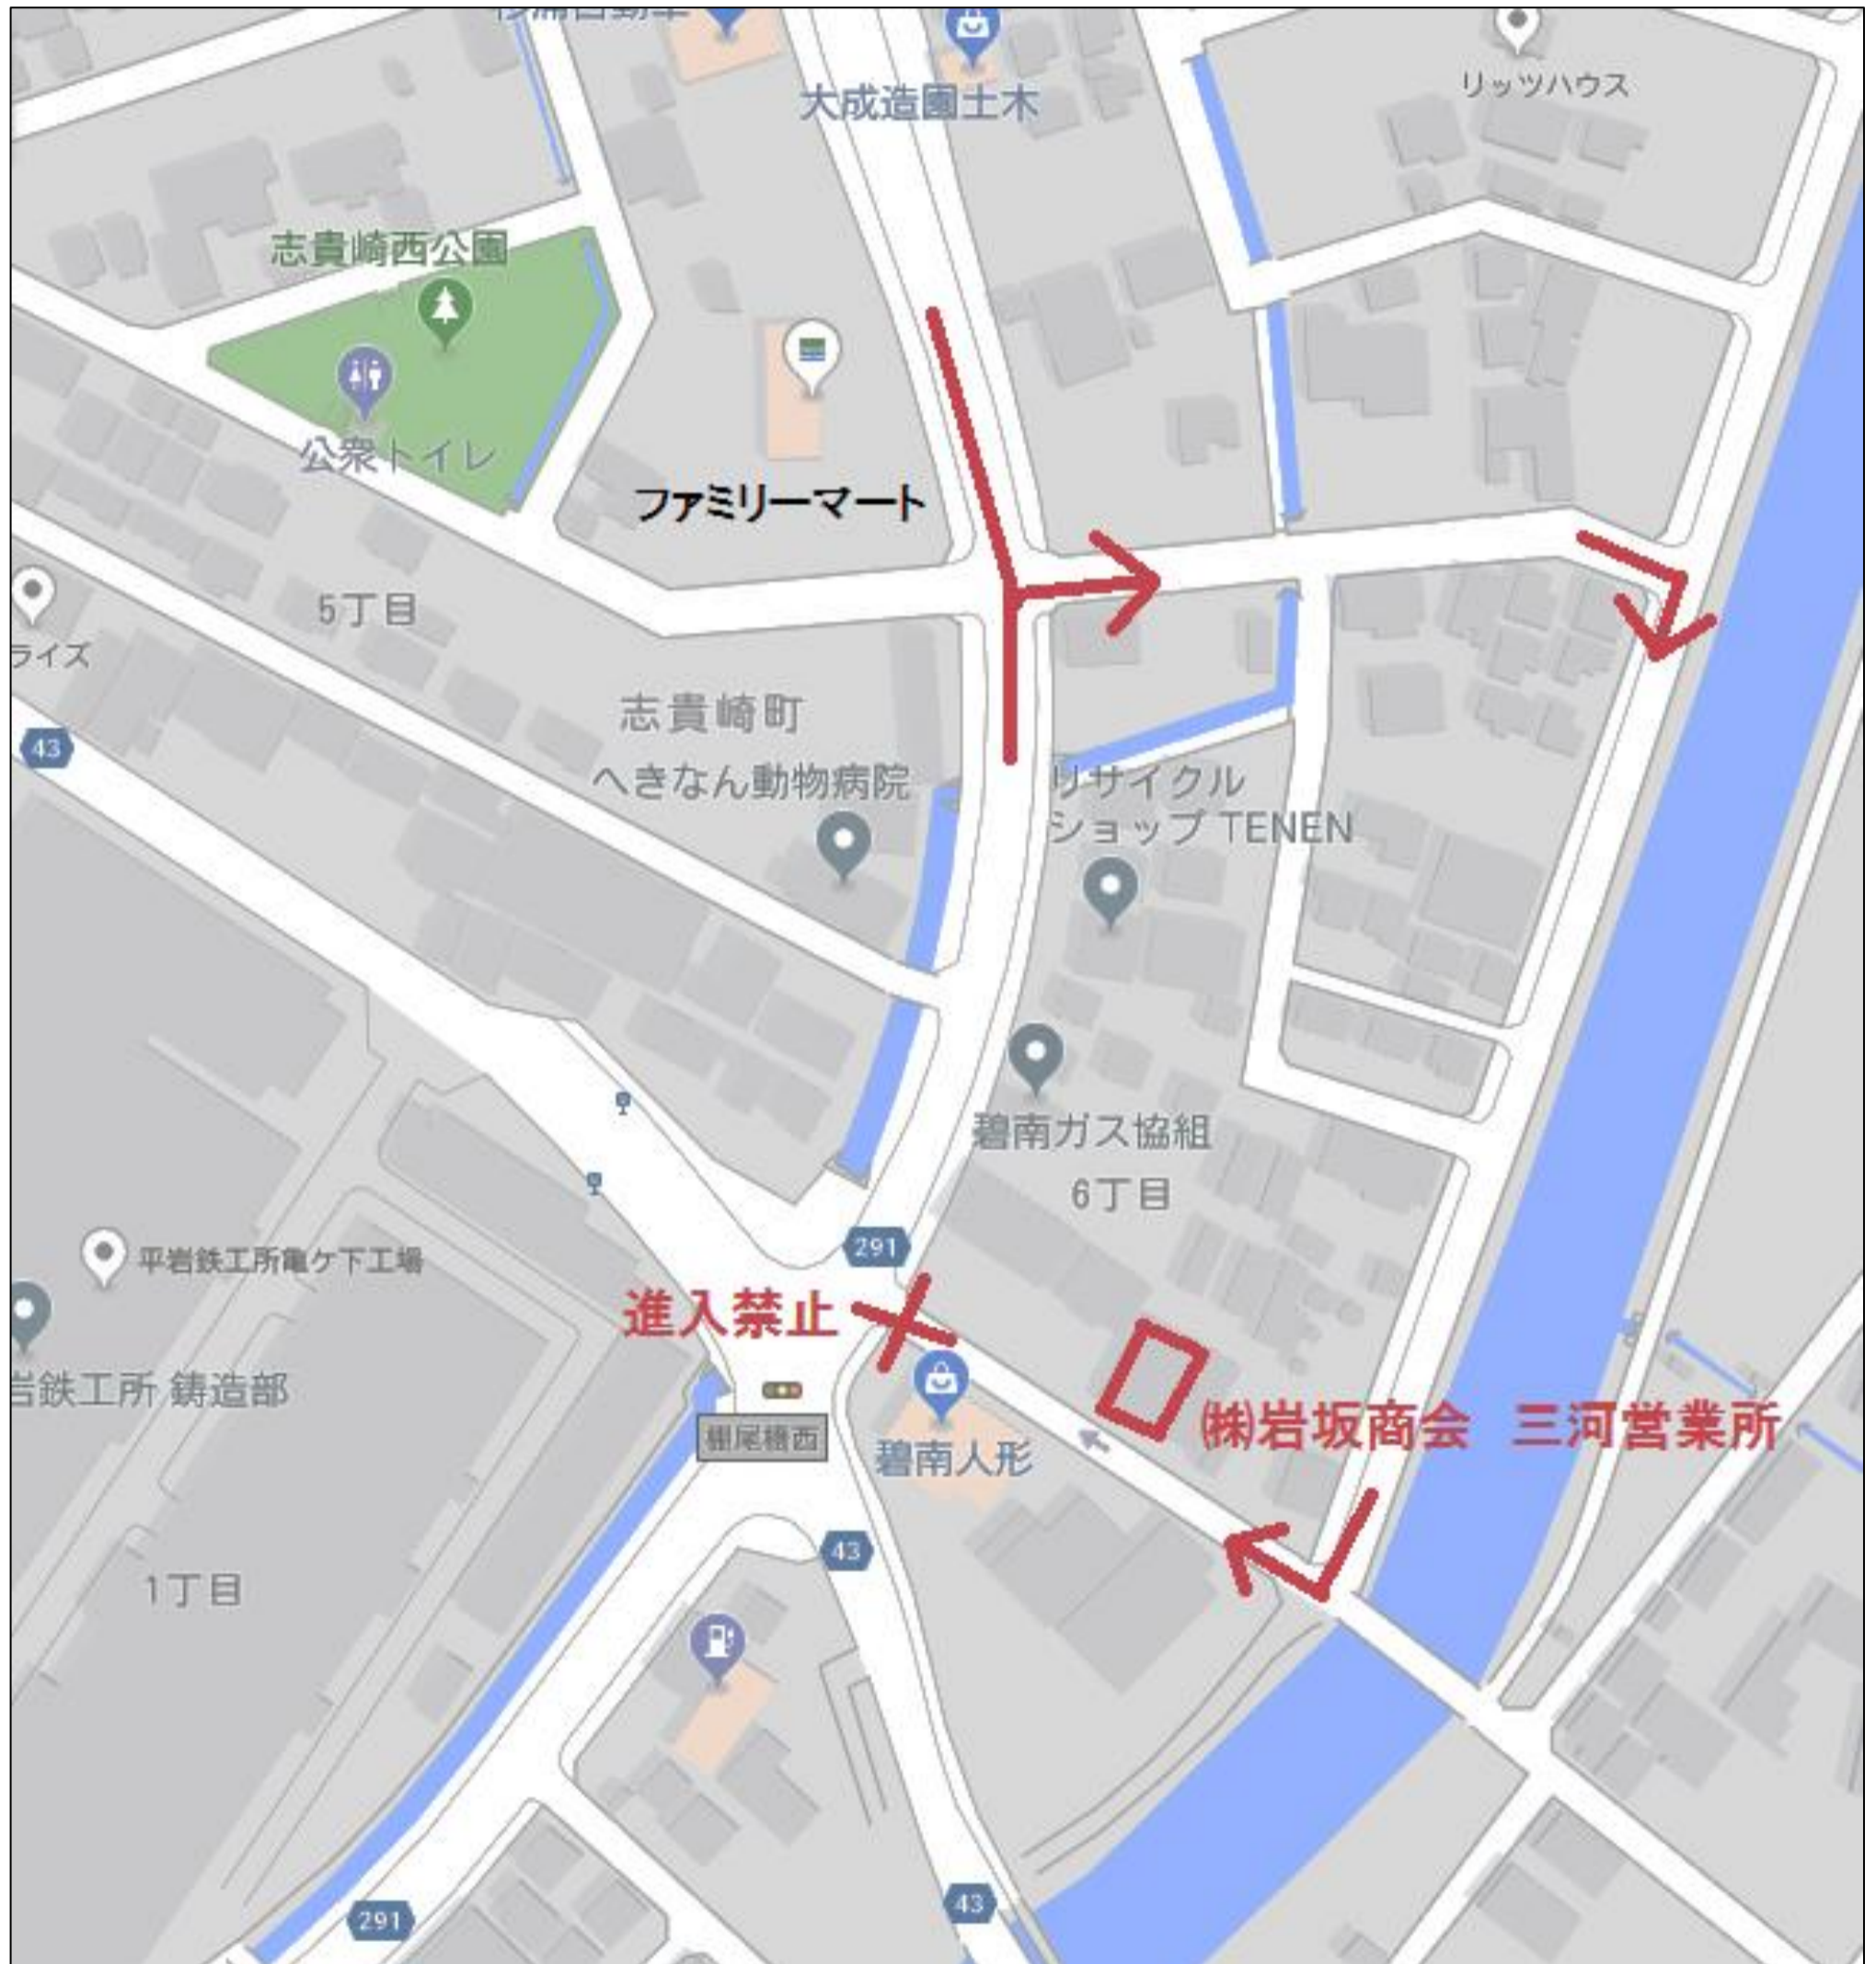 大成造園土木
リッツハウス
志貴崎西公園
公衆トイレ
ファミリーマート
5丁目
ライズ
志貴崎町
43
へきなん動物病院
リサイクル
ショップ TENEN
碧南ガス協組
6丁目
291
平岩鉄工所亀ケ下工場
進入禁止
岩鉄工所 鋳造部
㈱岩坂商会 三河営業所
棚尾橋西
碧南人形
43
1丁目
43
291